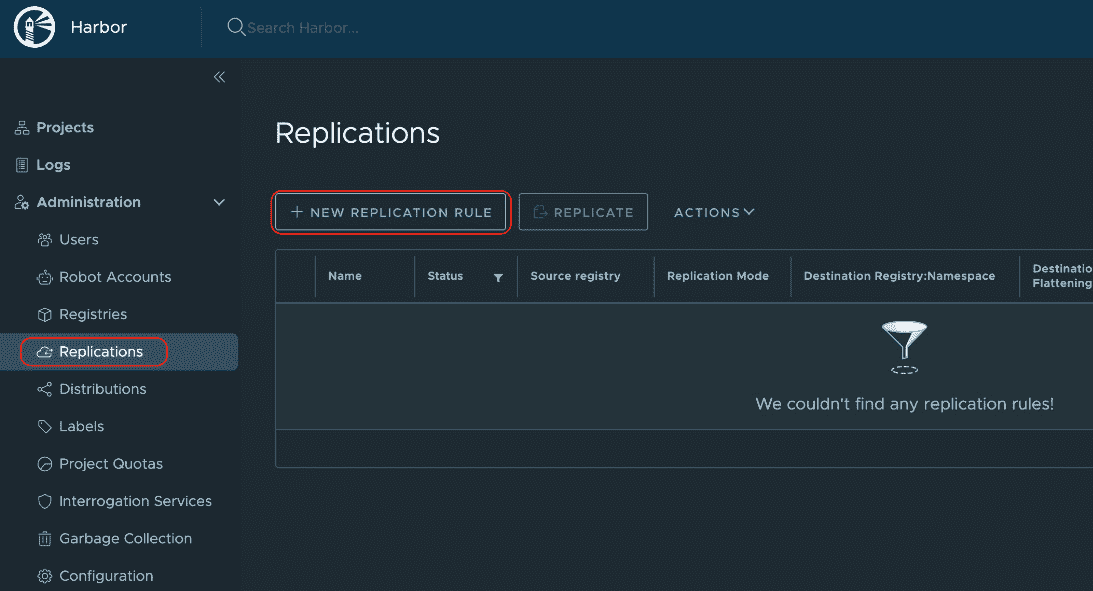 Harbor
Search Harbor...
Projects
Logs
Administration
Users
Robot Accounts
Registries
Replications
Distributions
Labels
Project Quotas
Interrogation Services
Garbage Collection
Configuration
Replications
NEW REPLICATION RULE
REPLICATE
ACTIONS
Name
Status
Source registry
Replication Mode
Destination Registry:Namespace
Destinatio
Flattening
We couldn't find any replication rules!